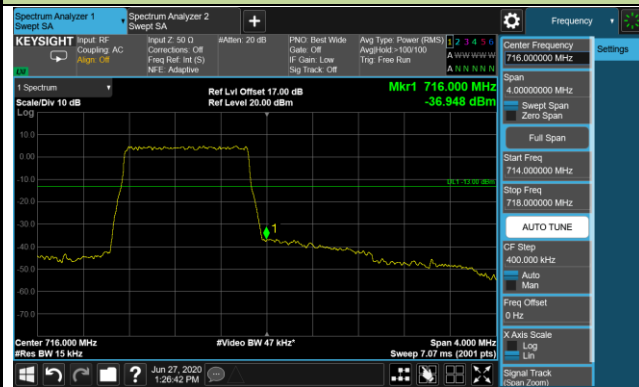 Spectrum Analyzer 1
Swept SA
Spectrum Analyzer 2
Swept SA
Frequency
KEYSIGHT
Input: RF
Coupling: AC
Align: Off
Input Z: 50 Ω
Corrections: Off
Freq Ref: Int (S)
NFE: Adaptive
#Atten: 20 dB
PNO: Best Wide
Gate: Off
IF Gain: Low
Sig Track: Off
Avg Type: Power (RMS)
Avg|Hold:>100/100
Trig: Free Run
1 2 3 4 5 6
A W W W W W
A N N N N N
LXI
1 Spectrum
Scale/Div 10 dB
Log
Ref Lvl Offset 17.00 dB
Ref Level 20.00 dBm
Mkr1 716.000 MHz
-36.948 dBm
10.0
0.00
-10.0
-20.0
-30.0
-40.0
-50.0
-60.0
-70.0
DL1 -13.00 dBm
1
Center 716.000 MHz
#Res BW 15 kHz
#Video BW 47 kHz*
Span 4.000 MHz
Sweep 7.07 ms (2001 pts)
Jun 27, 2020
1:26:42 PM
Center Frequency
716.000000 MHz
Settings
Span
4.00000000 MHz
Swept Span
Zero Span
Full Span
Start Freq
714.000000 MHz
Stop Freq
718.000000 MHz
AUTO TUNE
CF Step
400.000 kHz
Auto
Man
Freq Offset
0 Hz
X Axis Scale
Log
Lin
Signal Track
(Span Zoom)